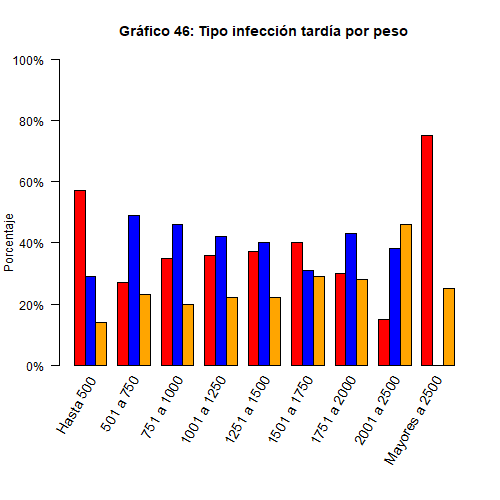 Gráfico 46: Tipo infección tardía por peso
Porcentaje
100%
80%
60%
40%
20%
0%
Hasta 500
501 a 750
751 a 1000
1001 a 1250
1251 a 1500
1501 a 1750
1751 a 2000
2001 a 2500
Mayores a 2500